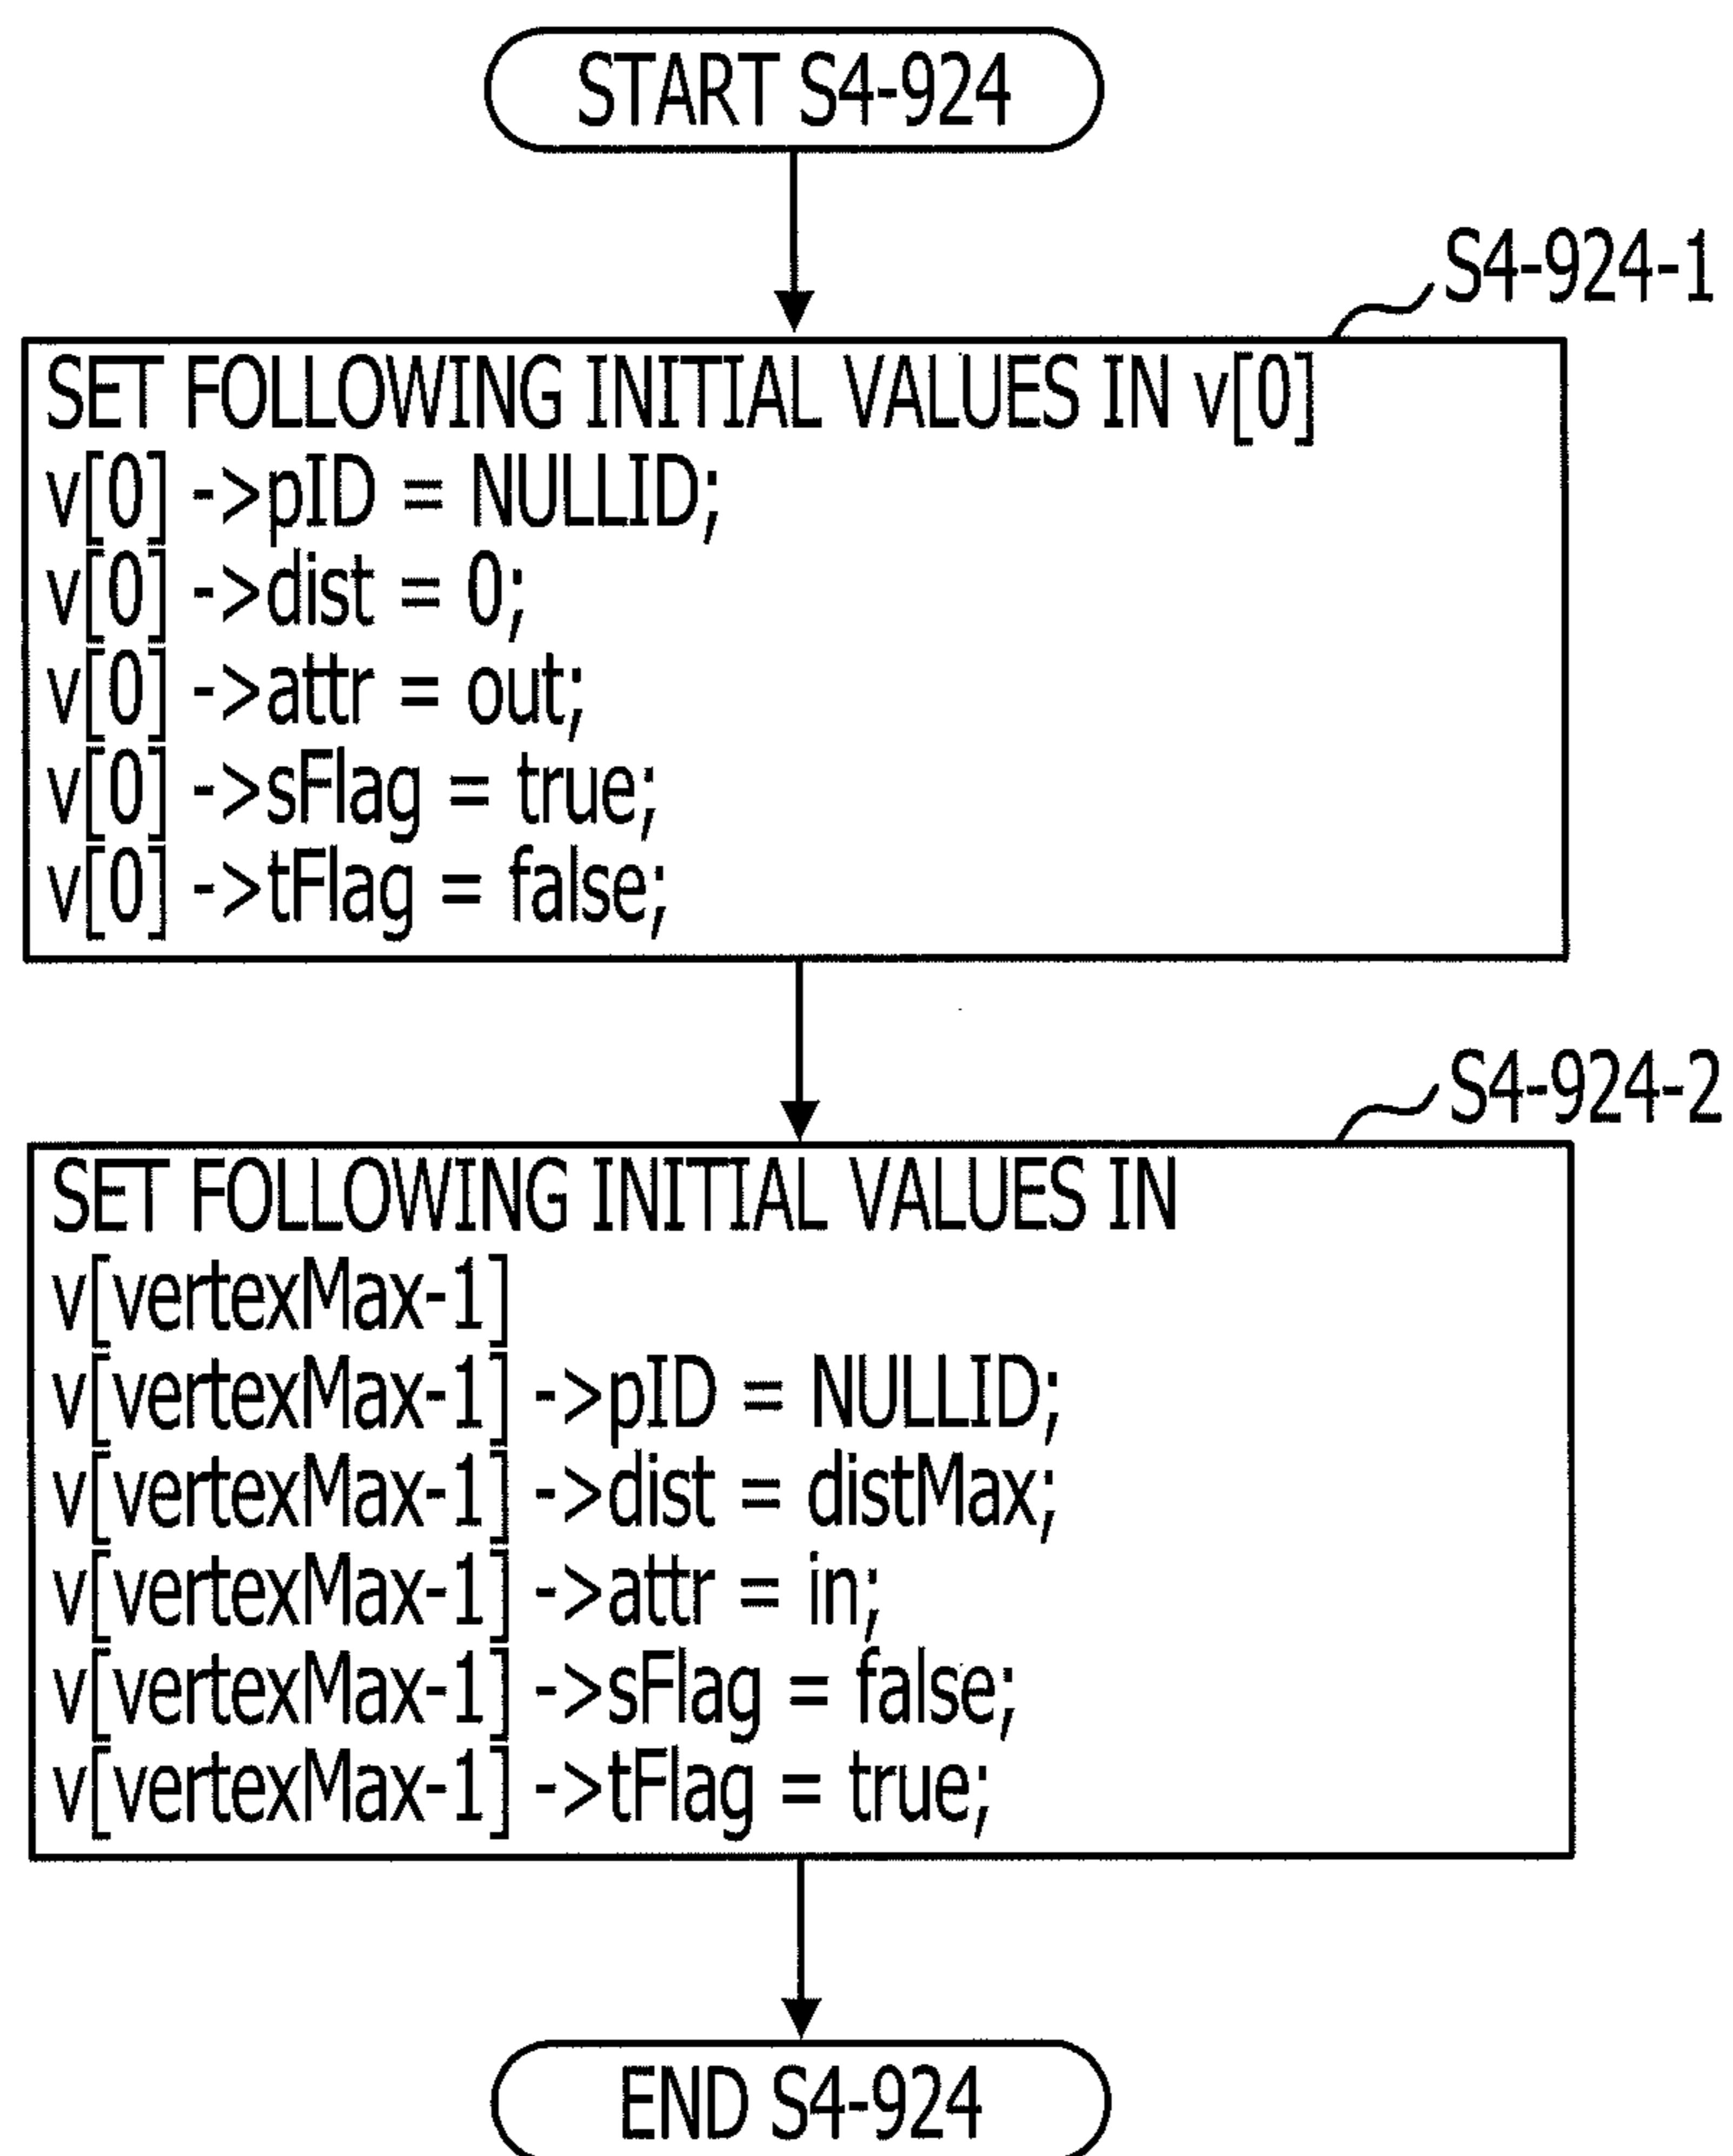 START S4-924
S4-924-1
SET FOLLOWING INITIAL VALUES IN v[0]
v[0] ->pID = NULLID;
v[0] ->dist = 0;
v[0] ->attr = out;
v[0] ->sFlag = true;
v[0] ->tFlag = false;
S4-924-2
SET FOLLOWING INITIAL VALUES IN
v[vertexMax-1]
v[vertexMax-1] ->pID = NULLID;
v[vertexMax-1] ->dist = distMax;
v[vertexMax-1] ->attr = in;
v[vertexMax-1] ->sFlag = false;
v[vertexMax-1] ->tFlag = true;
END S4-924